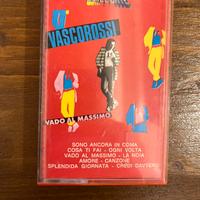 VASCOROSSI
VADO AL MASSIMO
SONO ANCORA IN COMA
COSA TI FAI - OGNI VOLTA
VADO AL MASSIMO - LA NOIA
AMORE - CANZONE
SPLENDIDA GIORNATA - CREDI DAVVERO